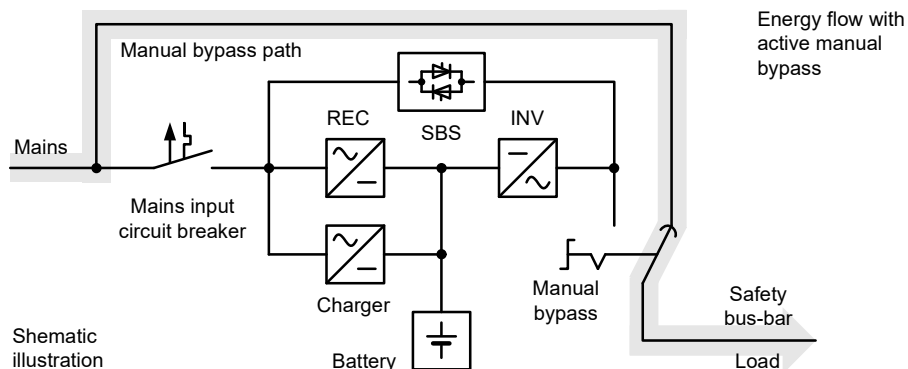 Energy flow with
active manual
bypass
Manual bypass path
REC
SBS
INV
Mains
Mains input
circuit breaker
Charger
Manual
bypass
Safety
bus-bar
Load
Battery
Shematic
illustration